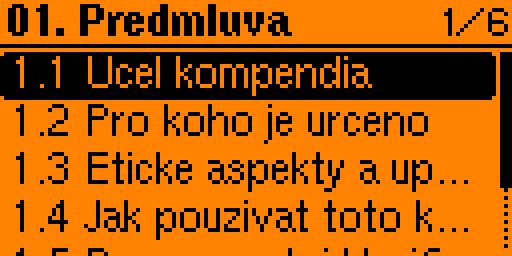 01. Predmluva 1/6
1.1 Ucel kompendia
1.2 Pro koho je urceno
1.3 Eticke aspekty a up...
1.4 Jak pouzivat toto k...